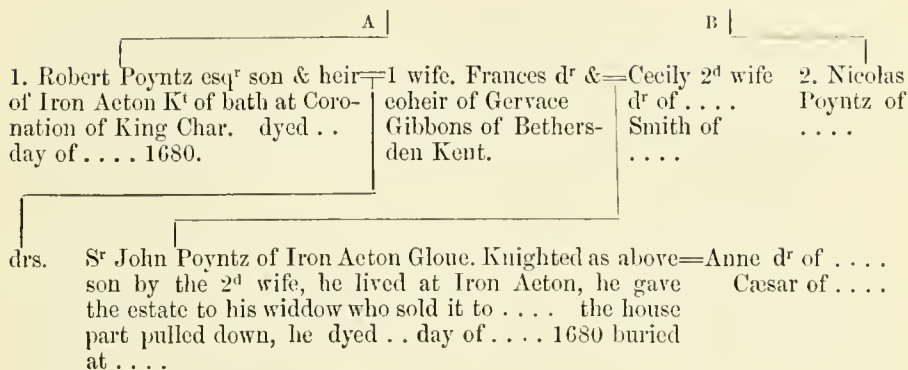 A B
1. Robert Poyntz esqʳ son & heir
of Iron Acton Kᵗ of bath at Coro-
nation of King Char. dyed . .
day of . . . . 1680.
1 wife. Frances dʳ &
coheir of Gervace
Gibbons of Bethers-
den Kent.
Cecily 2ᵈ wife
dʳ of . . . .
Smith of
. . . .
2. Nicolas
Poyntz of
. . . .
drs.
Sʳ John Poyntz of Iron Acton Glouc. Knighted as above=Anne dʳ of . . . .
son by the 2ᵈ wife, he lived at Iron Acton, he gave Cæsar of . . . .
the estate to his widdow who sold it to . . . . the house
part pulled down, he dyed . . day of . . . . 1680 buried
at . . . .